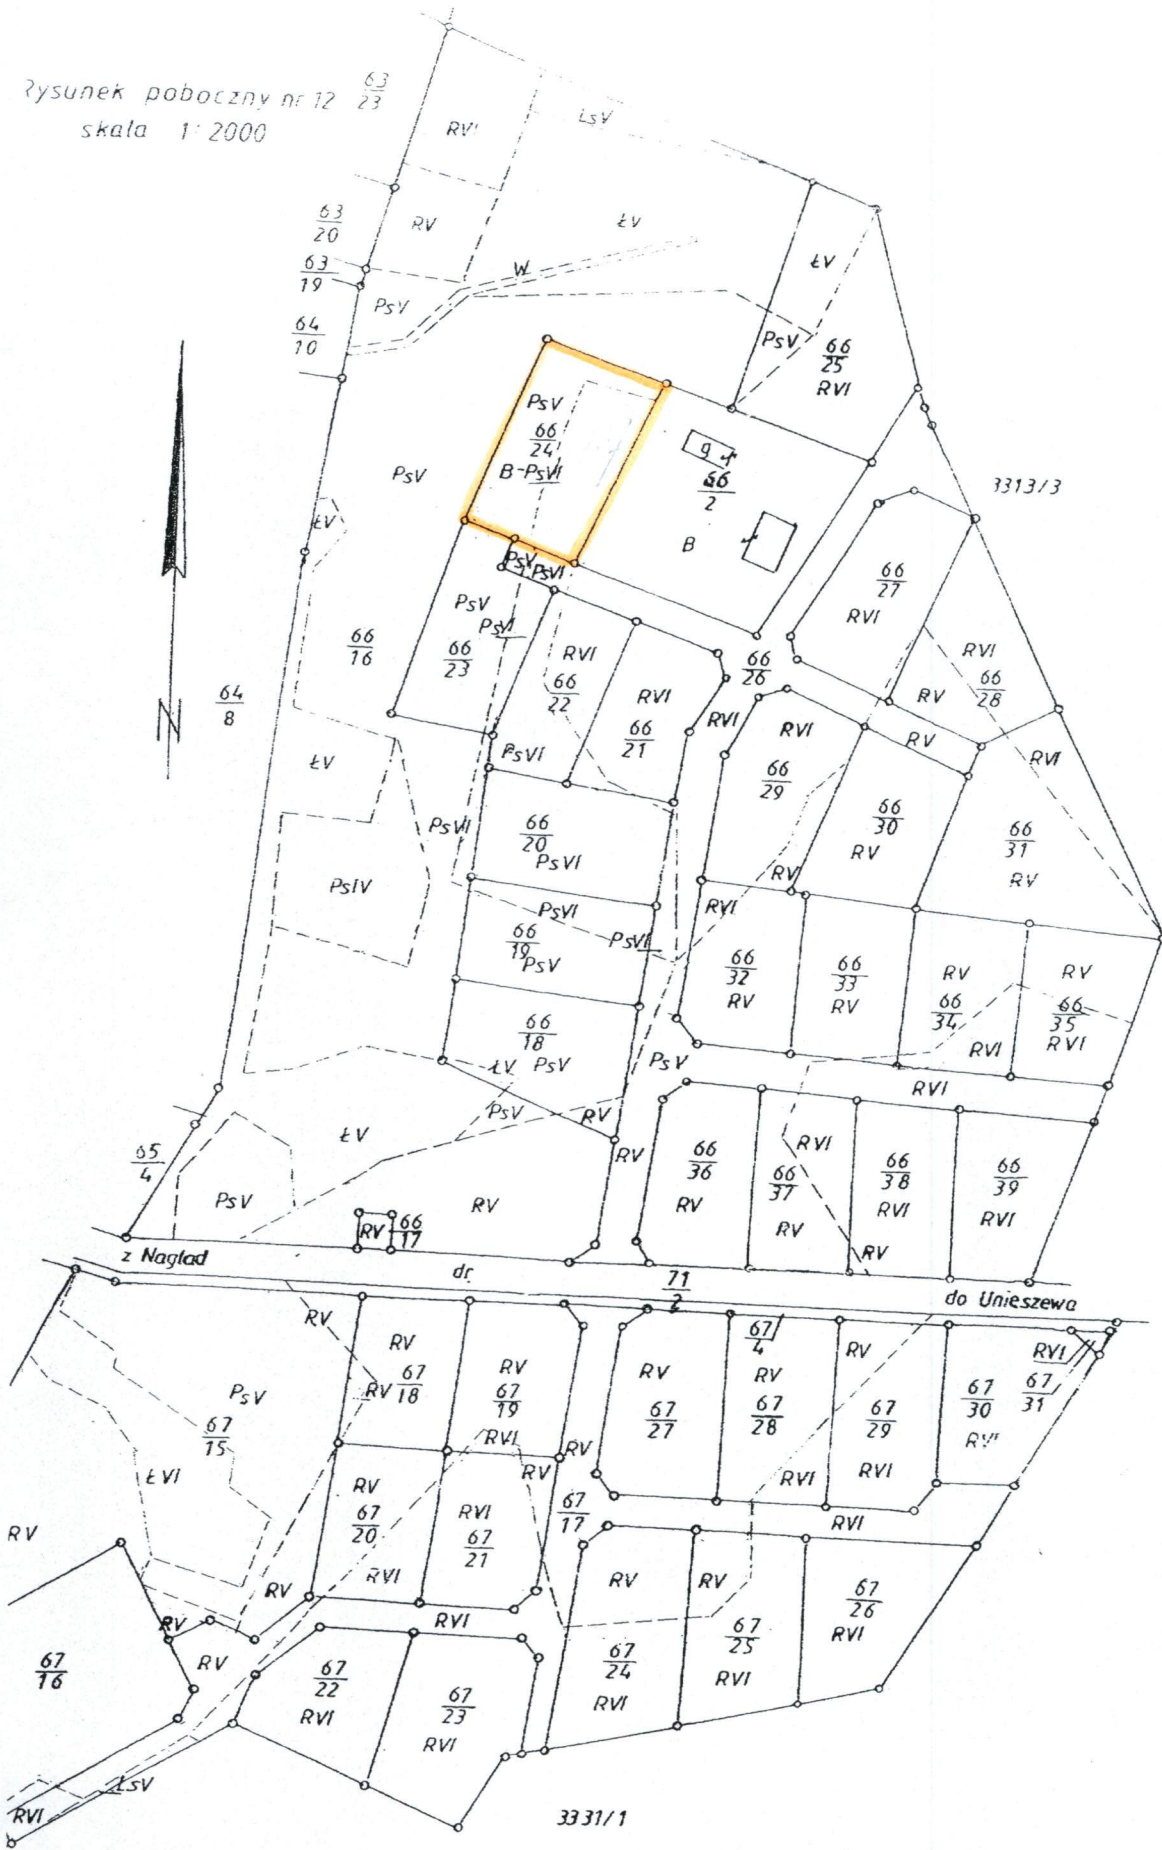 Rysunek poboczny nr 12
63
23
skala 1:2000
RVI
LsV
63
20
RV
ŁV
63
19
W
ŁV
PsV
64
10
PsV
66
25
RVI
PsV
66
24
B-PsVI
g
66
2
B
PsV
3313/3
ŁV
PsV
PsVI
66
27
RVI
PsV
PsVI
66
23
66
16
RVI
66
22
66
26
RVI
66
28
RV
64
8
RVI
66
21
RVI
RVI
RV
RVI
ŁV
PsVI
66
29
PsVI
66
20
PsVI
66
30
RV
66
31
RV
PsIV
RV
PsVI
66
19
PsV
PsVI
RVI
66
32
RV
66
33
RV
RV
66
34
RVI
RV
66
35
RVI
66
18
PsV
ŁV
PsV
RVI
PsV
RV
ŁV
RV
65
4
66
36
RV
RVI
66
37
RV
66
38
RVI
66
39
RVI
PsV
RV
RV
66
17
RV
z Naglad
dr
71
2
do Unieszewa
RV
RV
67
18
RV
RV
67
19
RVI
RV
67
27
67
4
RV
67
28
RVI
RV
67
29
RVI
67
30
RVI
RVI
67
31
PsV
67
15
RV
RV
ŁVI
RV
67
20
RVI
RVI
67
21
67
17
RVI
RV
RV
RV
RV
67
26
RVI
RV
RVI
67
16
RV
67
22
RVI
67
23
RVI
67
24
RVI
67
25
RVI
LsV
RVI
3331/1
N